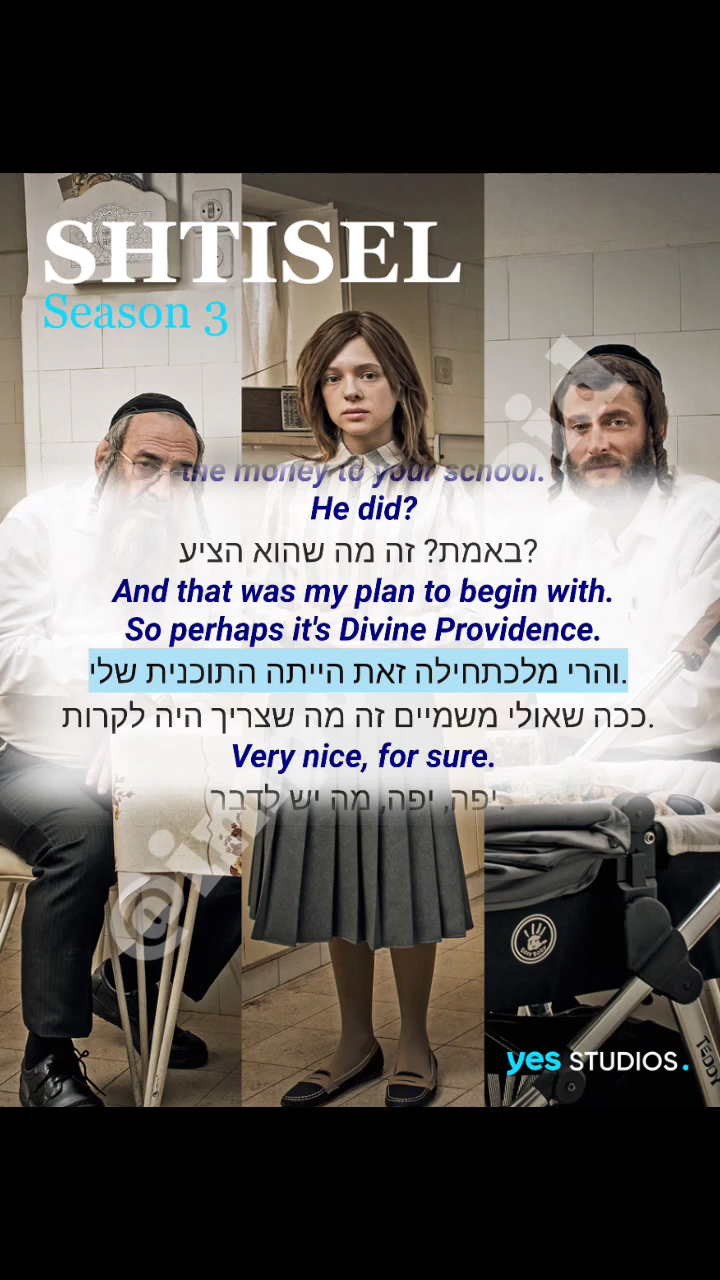 SHTISEL
Season 3
the money to your school.
He did?
באמת? זה מה שהוא הציע?
And that was my plan to begin with.
So perhaps it's Divine Providence.
והרי מלכתחילה זאת הייתה התוכנית שלי.
ככה שאולי משמיים זה מה שצריך היה לקרות.
Very nice, for sure.
יפה, יפה, מה יש לדבר.
yes STUDIOS.
TEDDY